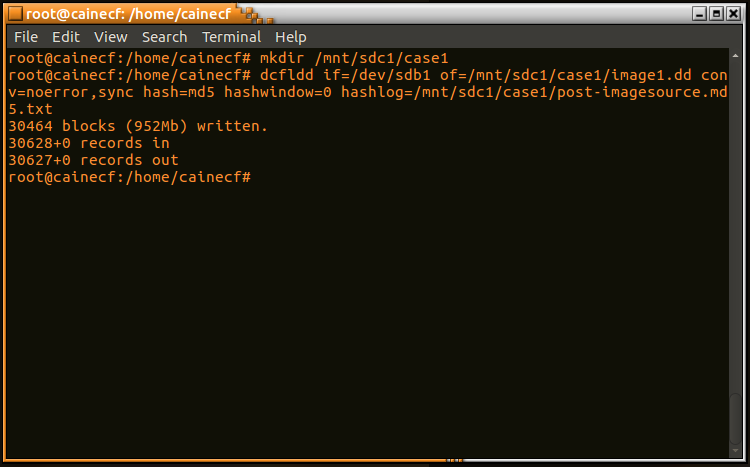 root@cainecf: /home/cainecf
File Edit View Search Terminal Help
root@cainecf:/home/cainecf# mkdir /mnt/sdc1/case1
root@cainecf:/home/cainecf# dcfldd if=/dev/sdb1 of=/mnt/sdc1/case1/image1.dd con
v=noerror,sync hash=md5 hashwindow=0 hashlog=/mnt/sdc1/case1/post-imagesource.md
5.txt
30464 blocks (952Mb) written.
30628+0 records in
30627+0 records out
root@cainecf:/home/cainecf#